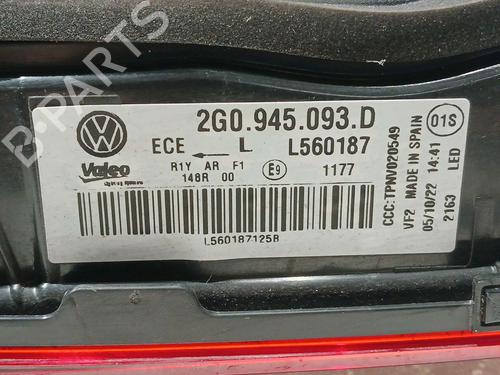 B-PARTS
2G0.945.093.D
01S
ECE L L560187
Valeo
R1Y AR F1
148R 00
E9
1177
L560187125B
CCC:TPNV020549
VF2 MADE IN SPAIN
05/10/22 14:41
2163 LED